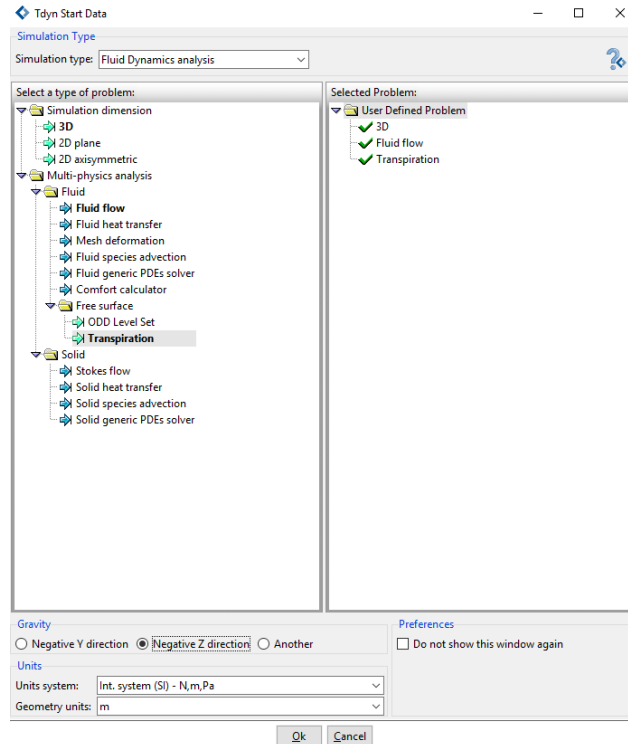 Tdyn Start Data
Simulation Type
Simulation type: Fluid Dynamics analysis
Select a type of problem:
Simulation dimension
3D
2D plane
2D axisymmetric
Multi-physics analysis
Fluid
Fluid flow
Fluid heat transfer
Mesh deformation
Fluid species advection
Fluid generic PDEs solver
Comfort calculator
Free surface
ODD Level Set
Transpiration
Solid
Stokes flow
Solid heat transfer
Solid species advection
Solid generic PDEs solver
Selected Problem:
User Defined Problem
3D
Fluid flow
Transpiration
Gravity
Negative Y direction Negative Z direction Another
Units
Units system: Int. system (SI) - N,m,Pa
Geometry units: m
Preferences
Do not show this window again
Ok Cancel